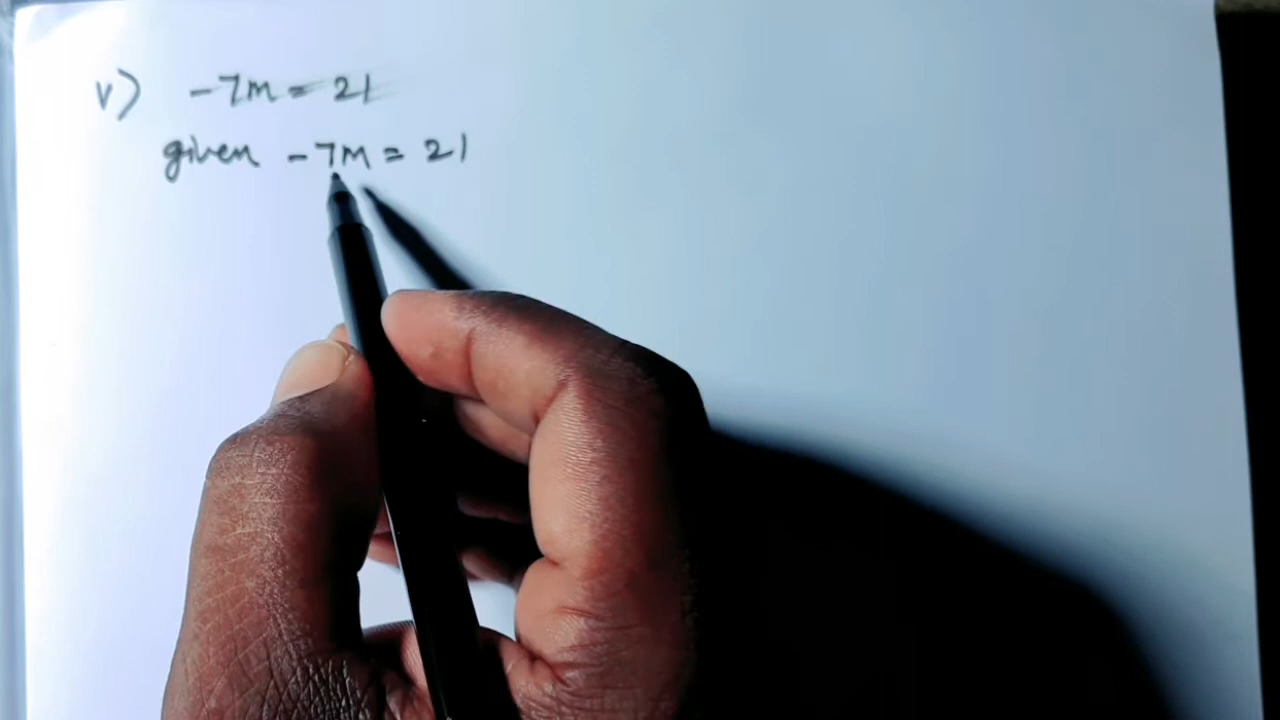 v) -7m = 21
given -7m = 21